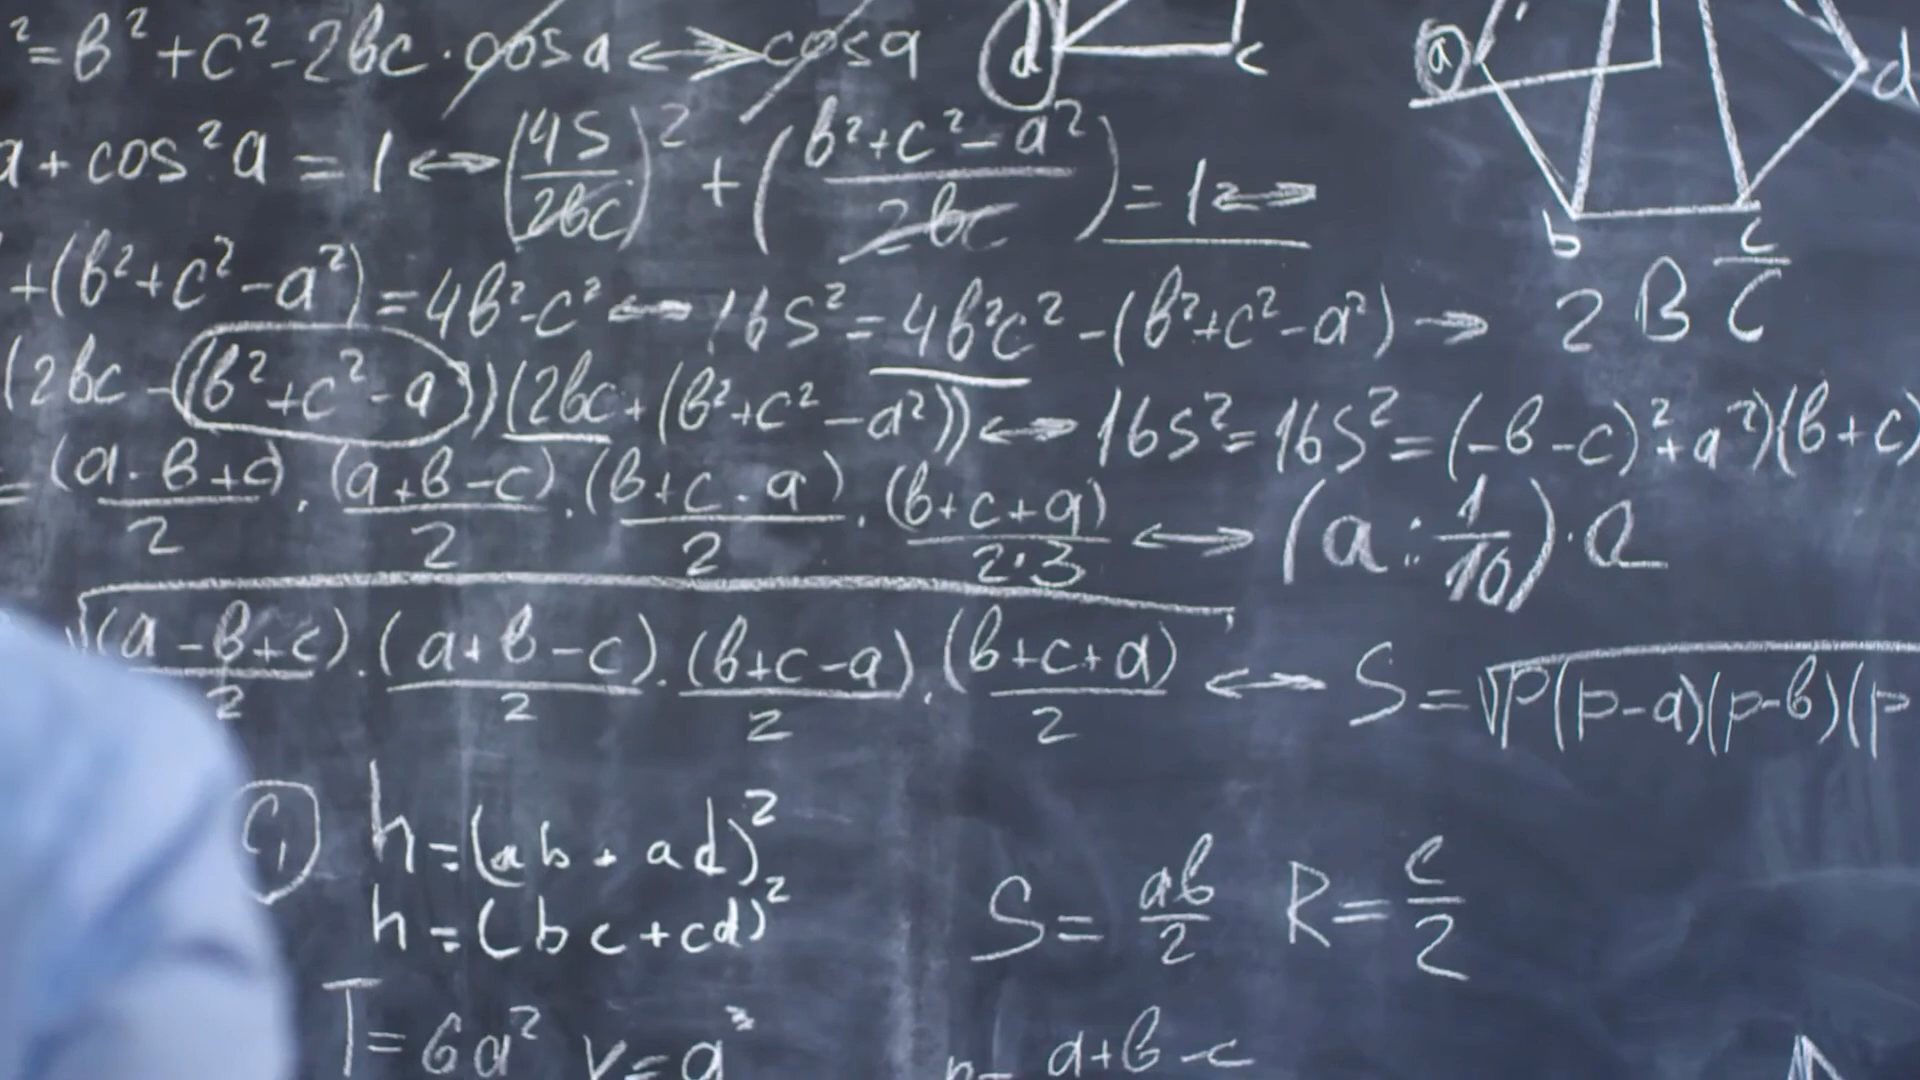 ²=b²+c²-2bc·cosa⟷cosa
d
c
a
d
a+cos²a=1⟷(4S/2bc)²+(b²+c²-a²/2bc)=1⟷
b
c
+(b²+c²-a²)=4b²-c²⟷16S²=4b²c²-(b²+c²-a²)→ 2BC
(2bc-(b²+c²-a))(2bc+(b²+c²-a²))⟷16S²=16S²=(-b-c)²+a²)(b+c)
=(a-b+c)/2·(a+b-c)/2·(b+c-a)/2·(b+c+a)/2·3⟷(a:1/10)·a
√(a-b+c)/2·(a+b-c)/2·(b+c-a)/2·(b+c+a)/2⟷S=√p(p-a)(p-b)(p
h=(ab+ad)²
h=(bc+cd)²
S=ab/2 R=c/2
T=6a² V=a³
a+b-c